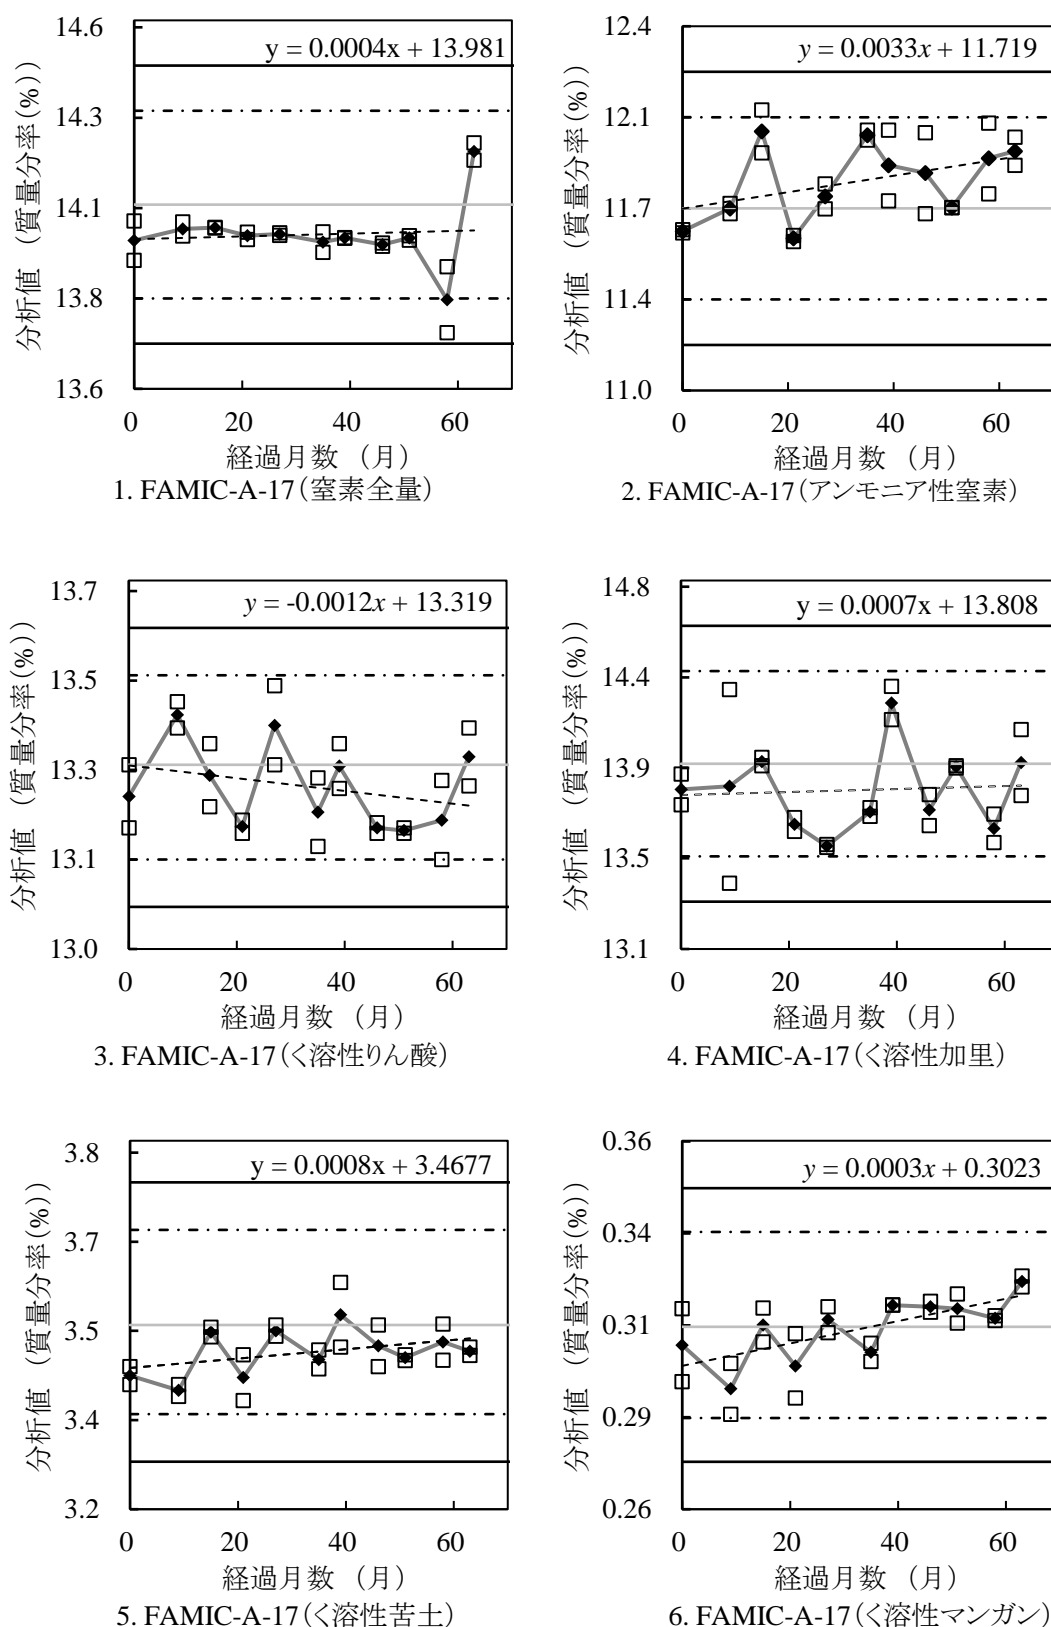 y = 0.0004x + 13.981
14.6
14.3
14.1
13.8
13.6
分析値 (質量分率(%))
0 20 40 60
経過月数 (月)
1. FAMIC-A-17(窒素全量)
y = 0.0033x + 11.719
12.4
12.1
11.7
11.4
11.0
分析値 (質量分率(%))
0 20 40 60
経過月数 (月)
2. FAMIC-A-17(アンモニア性窒素)
y = -0.0012x + 13.319
13.7
13.5
13.3
13.1
13.0
分析値 (質量分率(%))
0 20 40 60
経過月数 (月)
3. FAMIC-A-17(く溶性りん酸)
y = 0.0007x + 13.808
14.8
14.4
13.9
13.5
13.1
分析値 (質量分率(%))
0 20 40 60
経過月数 (月)
4. FAMIC-A-17(く溶性加里)
y = 0.0008x + 3.4677
3.8
3.7
3.5
3.4
3.2
分析値 (質量分率(%))
0 20 40 60
経過月数 (月)
5. FAMIC-A-17(く溶性苦土)
y = 0.0003x + 0.3023
0.36
0.34
0.31
0.29
0.26
分析値 (質量分率(%))
0 20 40 60
経過月数 (月)
6. FAMIC-A-17(く溶性マンガン)